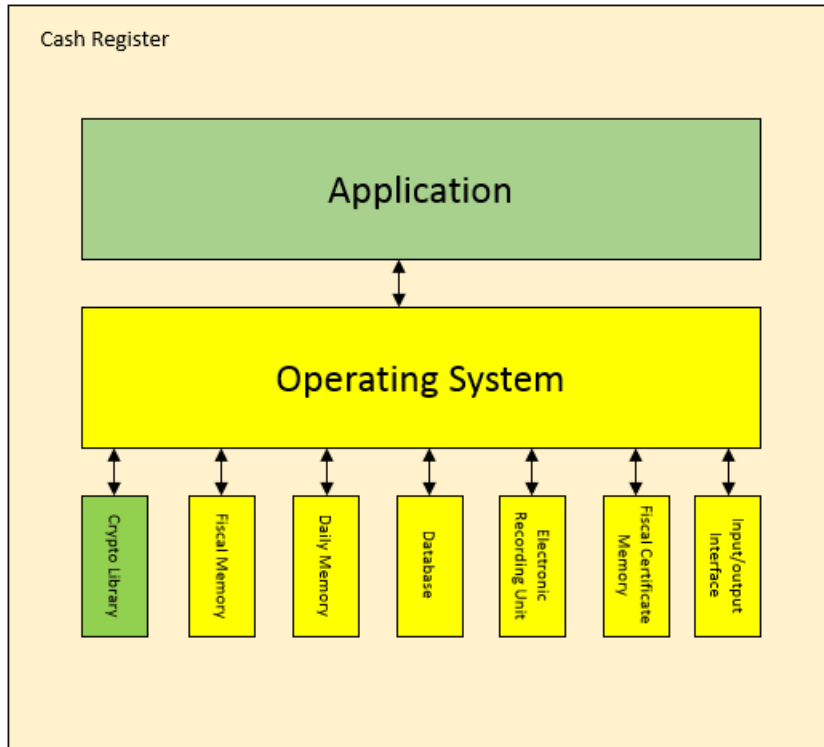 Cash Register
Application
Operating System
Crypto Library
Fiscal Memory
Daily Memory
Database
Electronic
Recording Unit
Fiscal Certificate
Memory
Input/output
Interface